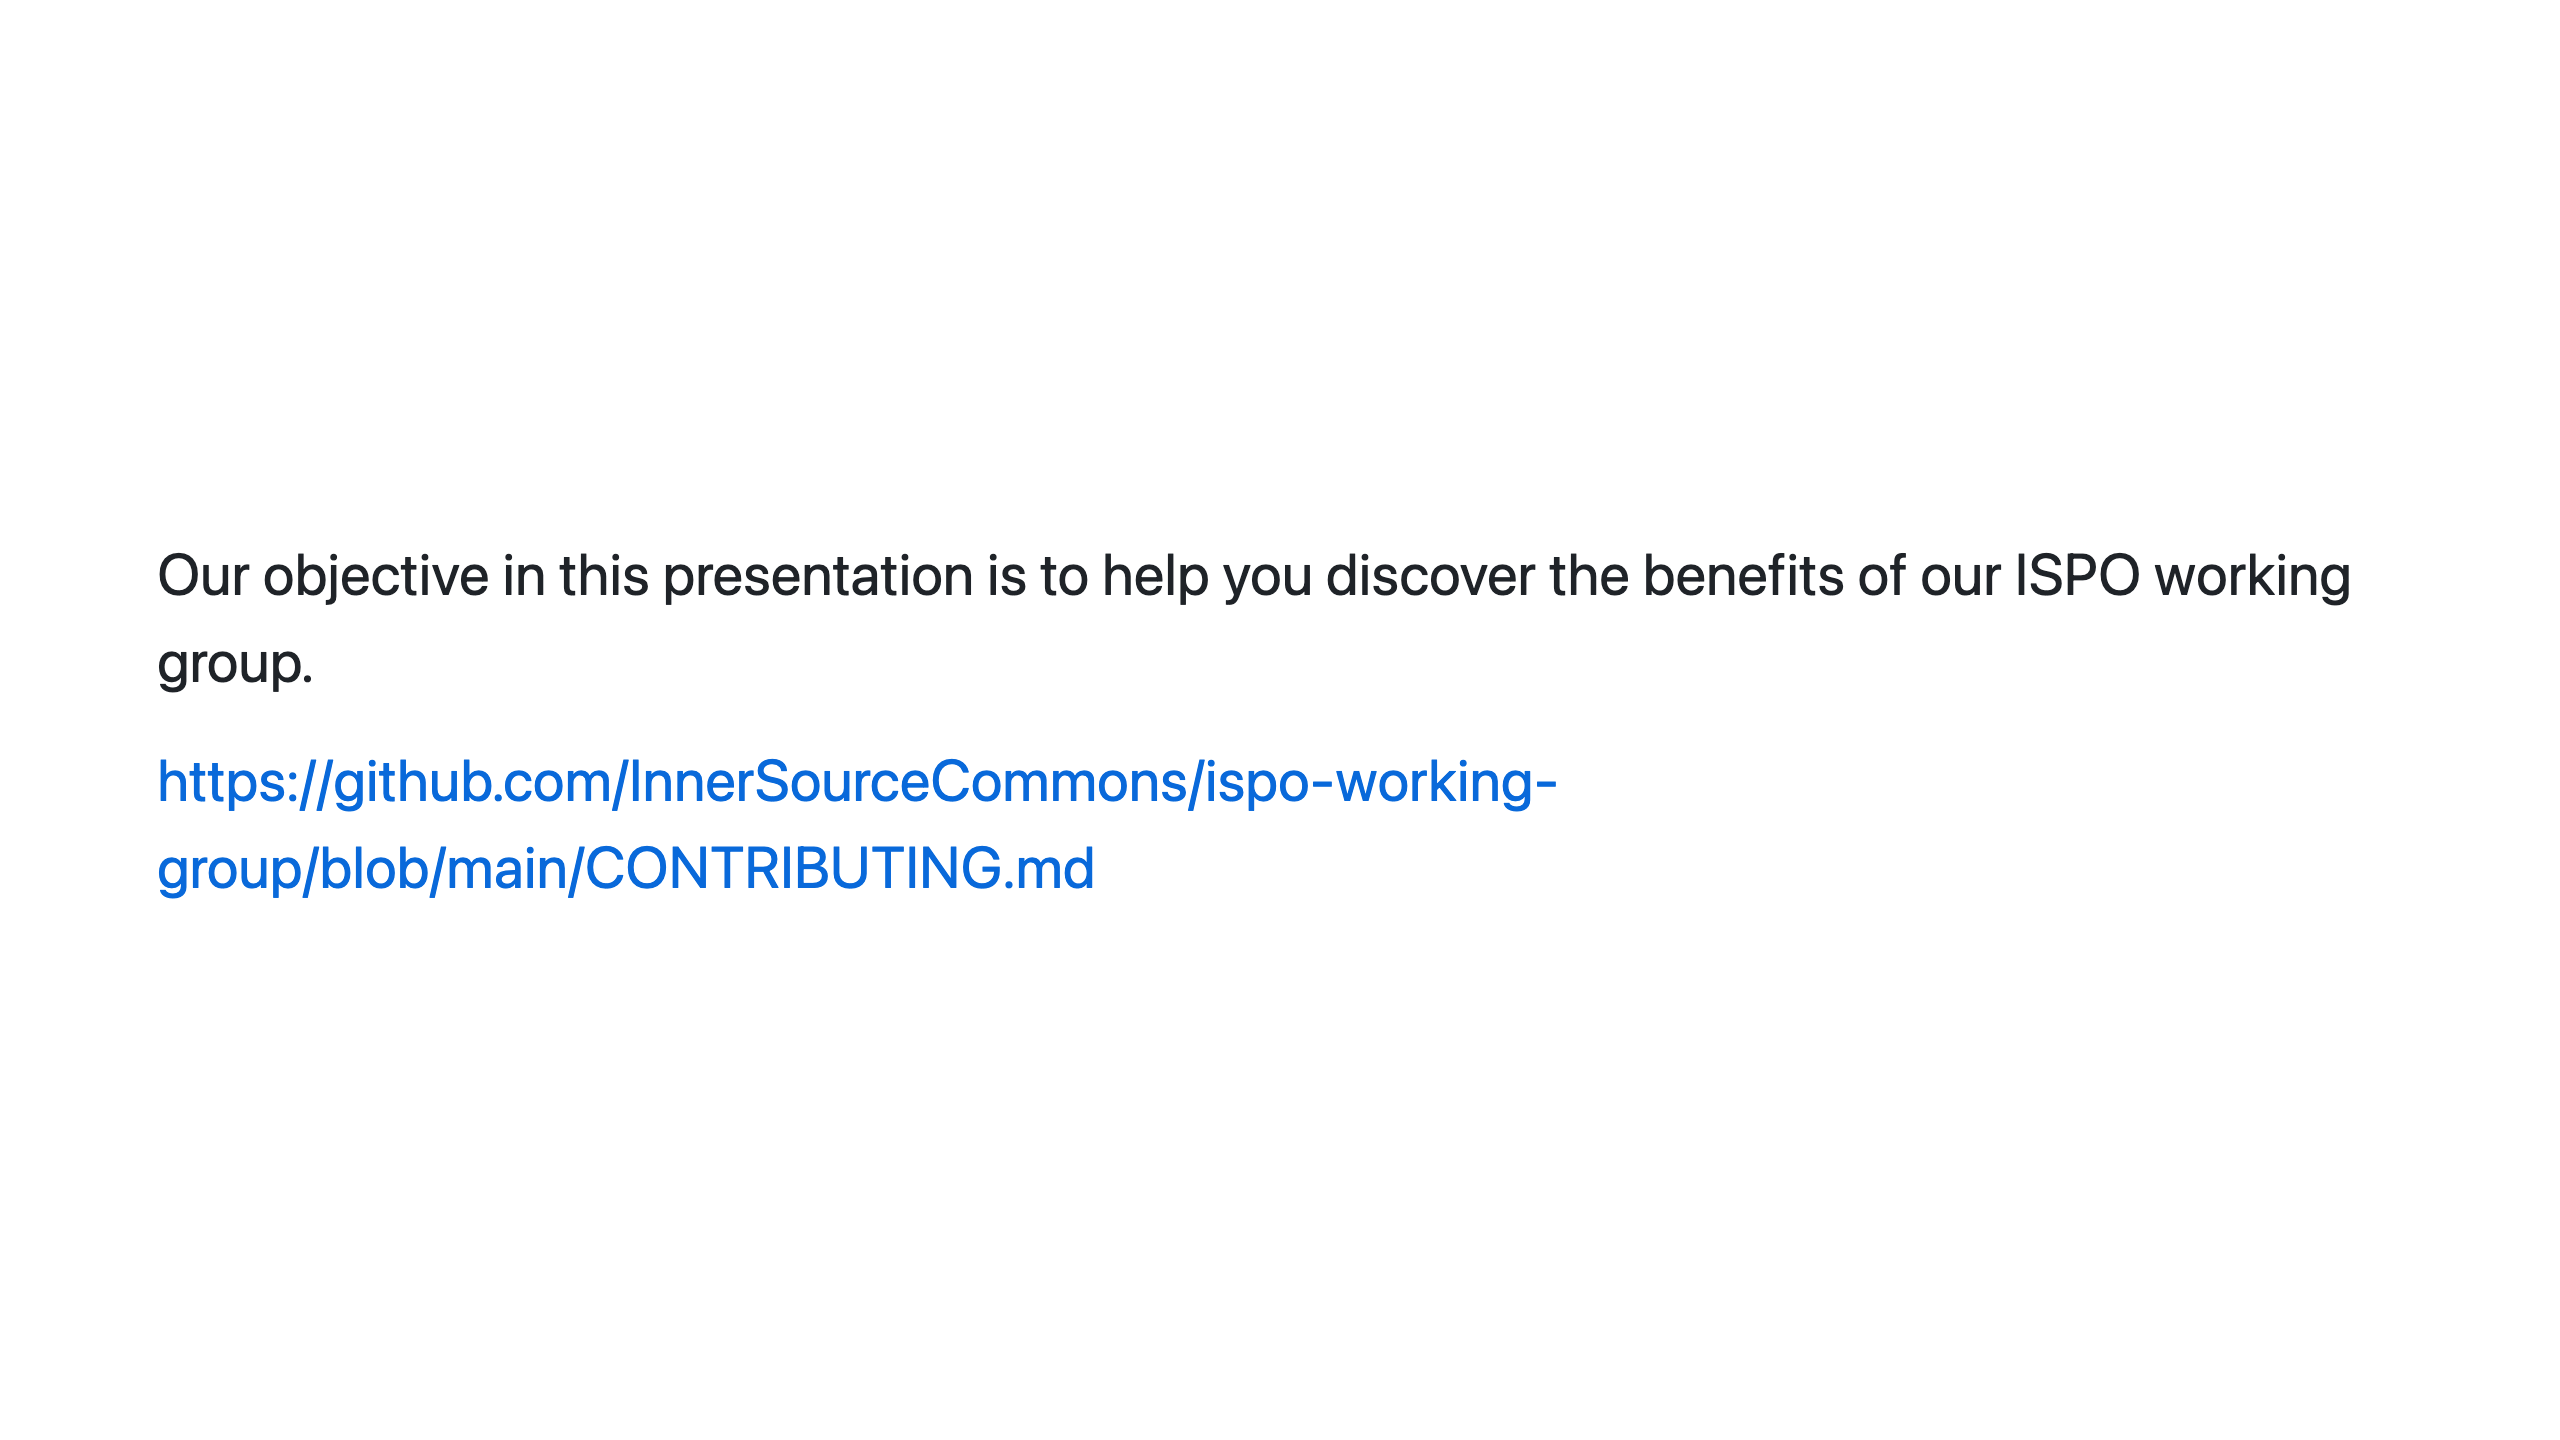 Our objective in this presentation is to help you discover the benefits of our ISPO working
group.
https://github.com/InnerSourceCommons/ispo-working-
group/blob/main/CONTRIBUTING.md